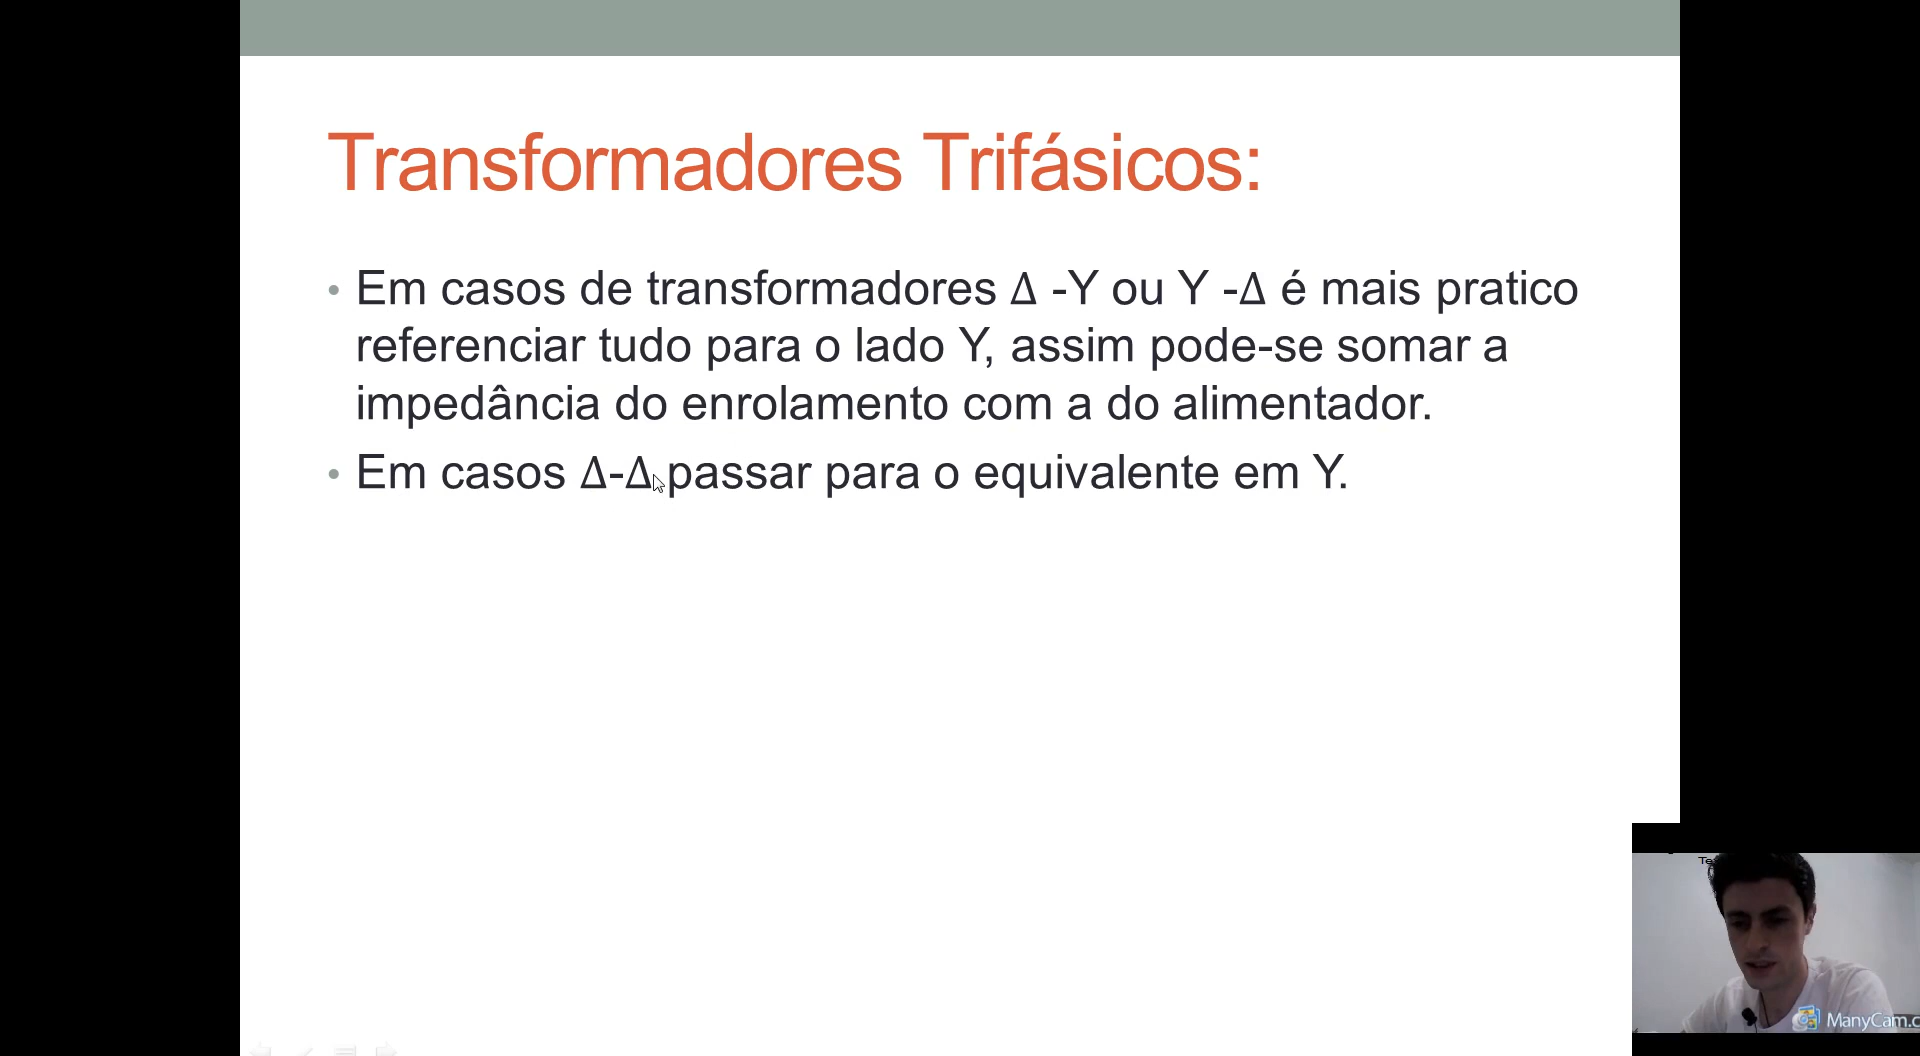 Transformadores Trifásicos:
• Em casos de transformadores Δ -Y ou Y -Δ é mais pratico
referenciar tudo para o lado Y, assim pode-se somar a
impedância do enrolamento com a do alimentador.
• Em casos Δ-Δ passar para o equivalente em Y.
ManyCam.c